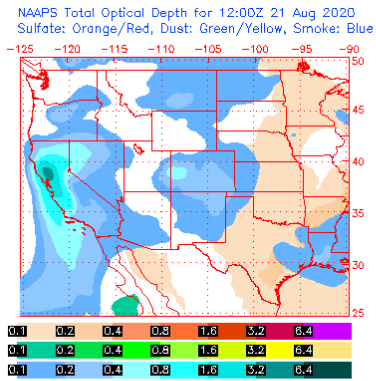 NAAPS Total Optical Depth for 12:00Z 21 Aug 2020
Sulfate: Orange/Red, Dust: Green/Yellow, Smoke: Blue
-125 -120 -115 -110 -105 -100 -95 -90
50
45
40
35
30
25
0.1 0.2 0.4 0.8 1.6 3.2 6.4
0.1 0.2 0.4 0.8 1.6 3.2 6.4
0.1 0.2 0.4 0.8 1.6 3.2 6.4